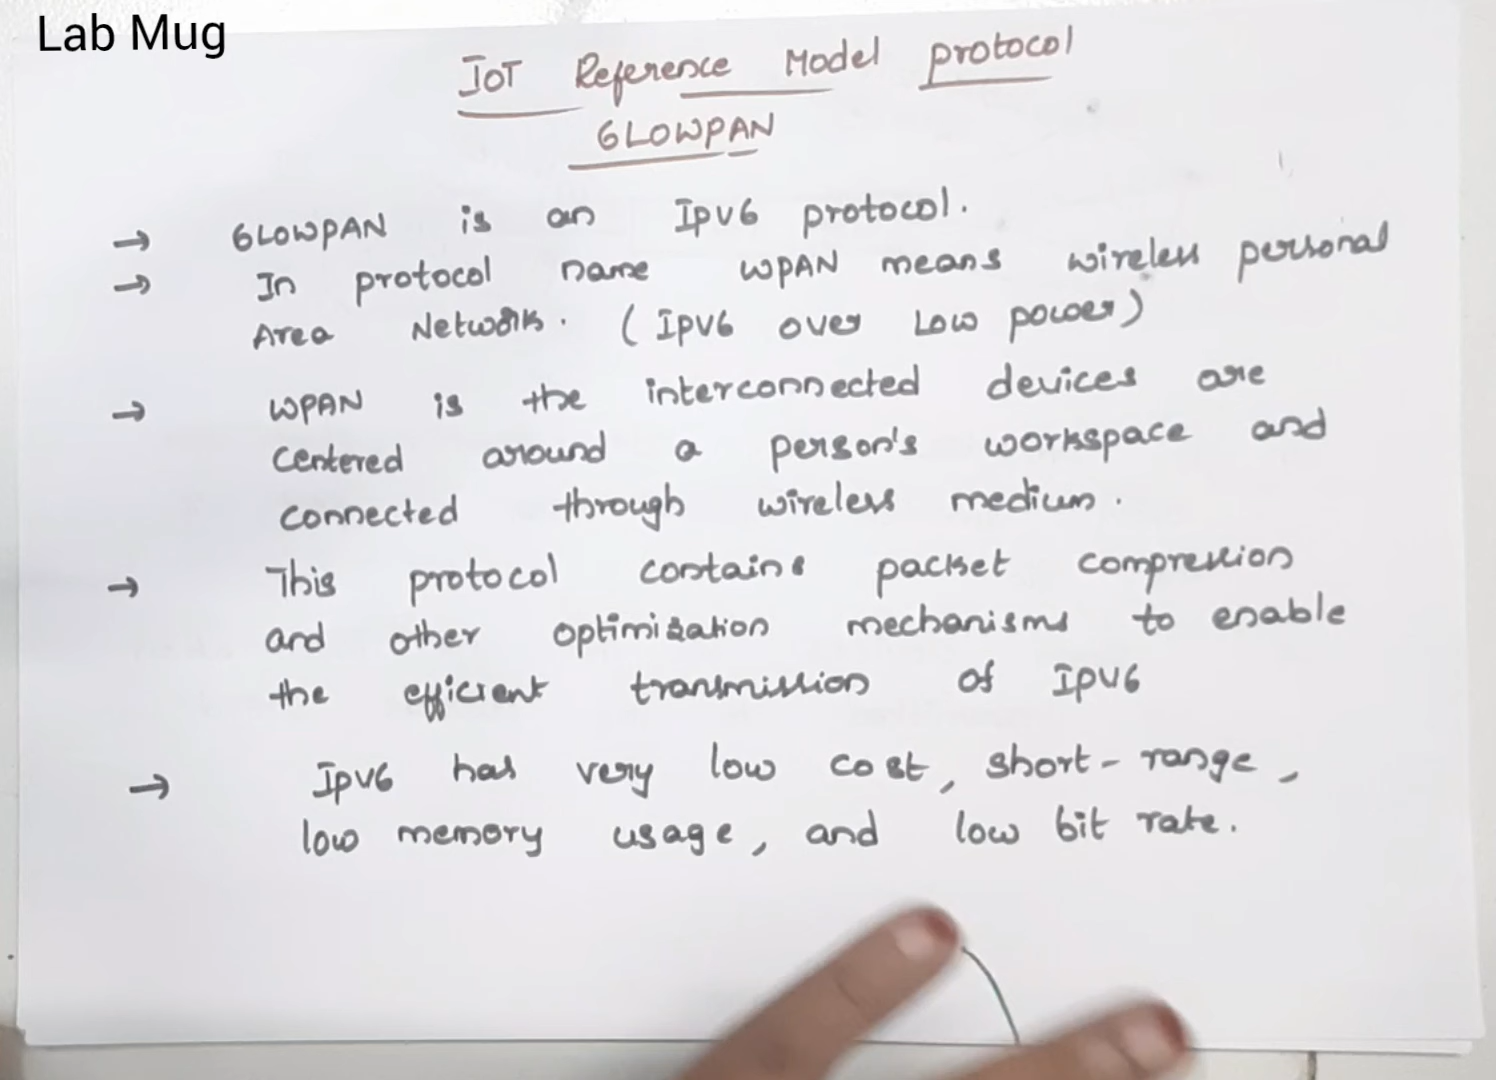 Lab Mug
IOT Reference Model protocol
6LOWPAN
→ 6LOWPAN is an IPV6 protocol.
→ In protocol name WPAN means wireless personal
Area Network. (IPV6 over Low power)
→ WPAN is the interconnected devices are
centered around a person's workspace and
connected through wireless medium.
→ This protocol contains packet compression
and other optimization mechanisms to enable
the efficient transmission of IPV6
→ IPV6 has very low cost, short-range,
low memory usage, and low bit rate.